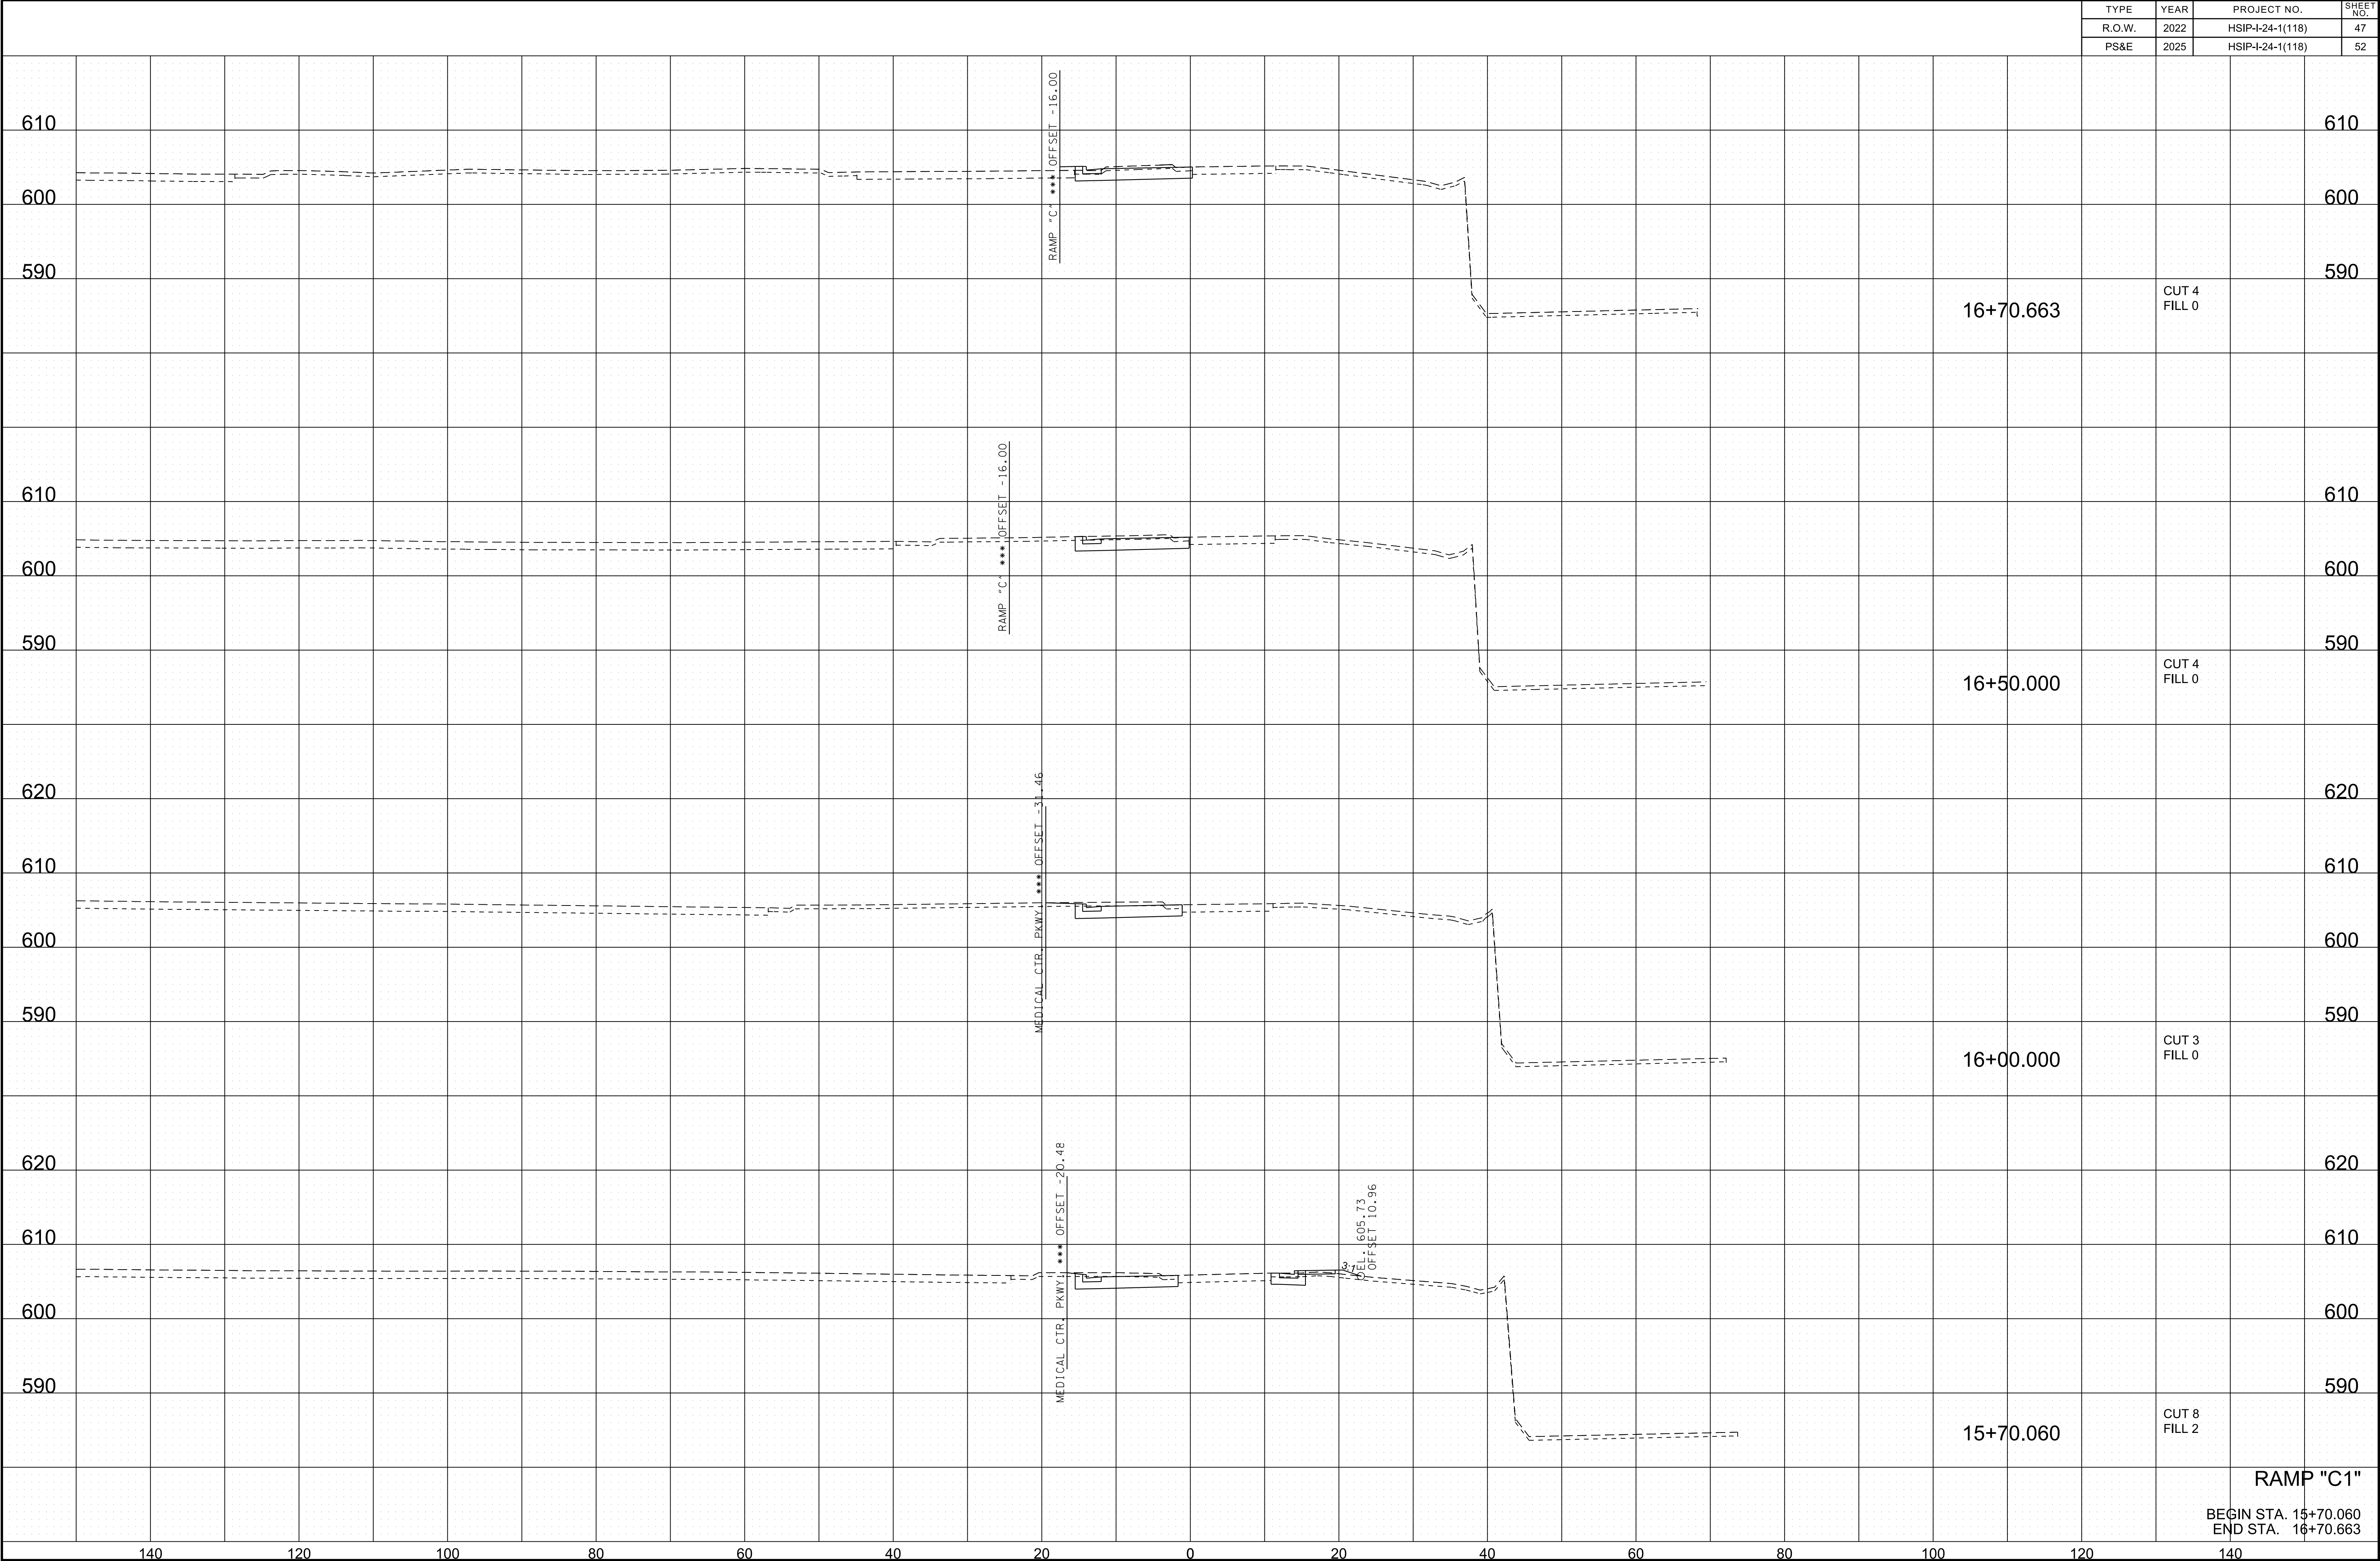 TYPE YEAR PROJECT NO. SHEET NO.
R.O.W. 2022 HSIP-I-24-1(118) 47
PS&E 2025 HSIP-I-24-1(118) 52
RAMP "C" *** OFFSET -16.00
610 610
600 600
590 590
16+70.663
CUT 4
FILL 0
RAMP "C" *** OFFSET -16.00
610 610
600 600
590 590
16+50.000
CUT 4
FILL 0
MEDICAL CTR. PKWY. *** OFFSET -31.46
620 620
610 610
600 600
590 590
16+00.000
CUT 3
FILL 0
MEDICAL CTR. PKWY. *** OFFSET -20.48
620 620
3:1
EL. 605.73
OFFSET 10.96
610 610
600 600
590 590
15+70.060
CUT 8
FILL 2
RAMP "C1"
BEGIN STA. 15+70.060
END STA. 16+70.663
140 120 100 80 60 40 20 0 20 40 60 80 100 120 140